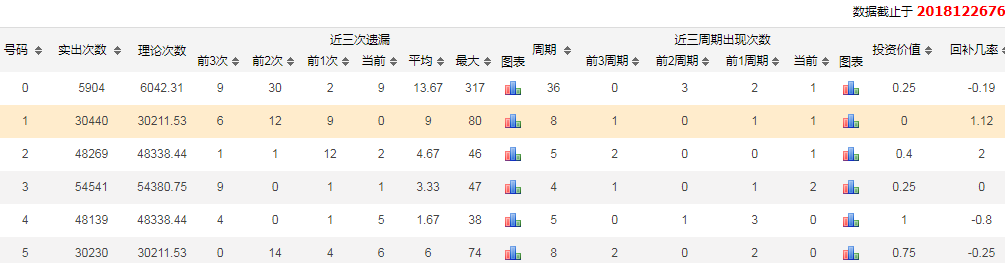 数据截止于 2018122676
近三次遗漏 近三周期出现次数
号码 实出次数 理论次数 前3次 前2次 前1次 当前 平均 最大 图表 周期 前3周期 前2周期 前1周期 当前 图表 投资价值 回补几率
0 5904 6042.31 9 30 2 9 13.67 317 36 0 3 2 1 0.25 -0.19
1 30440 30211.53 6 12 9 0 9 80 8 1 0 1 1 0 1.12
2 48269 48338.44 1 1 12 2 4.67 46 5 2 0 0 1 0.4 2
3 54541 54380.75 9 0 1 1 3.33 47 4 1 0 1 2 0.25 0
4 48139 48338.44 4 0 1 5 1.67 38 5 0 1 3 0 1 -0.8
5 30230 30211.53 0 14 4 6 6 74 8 2 0 2 0 0.75 -0.25